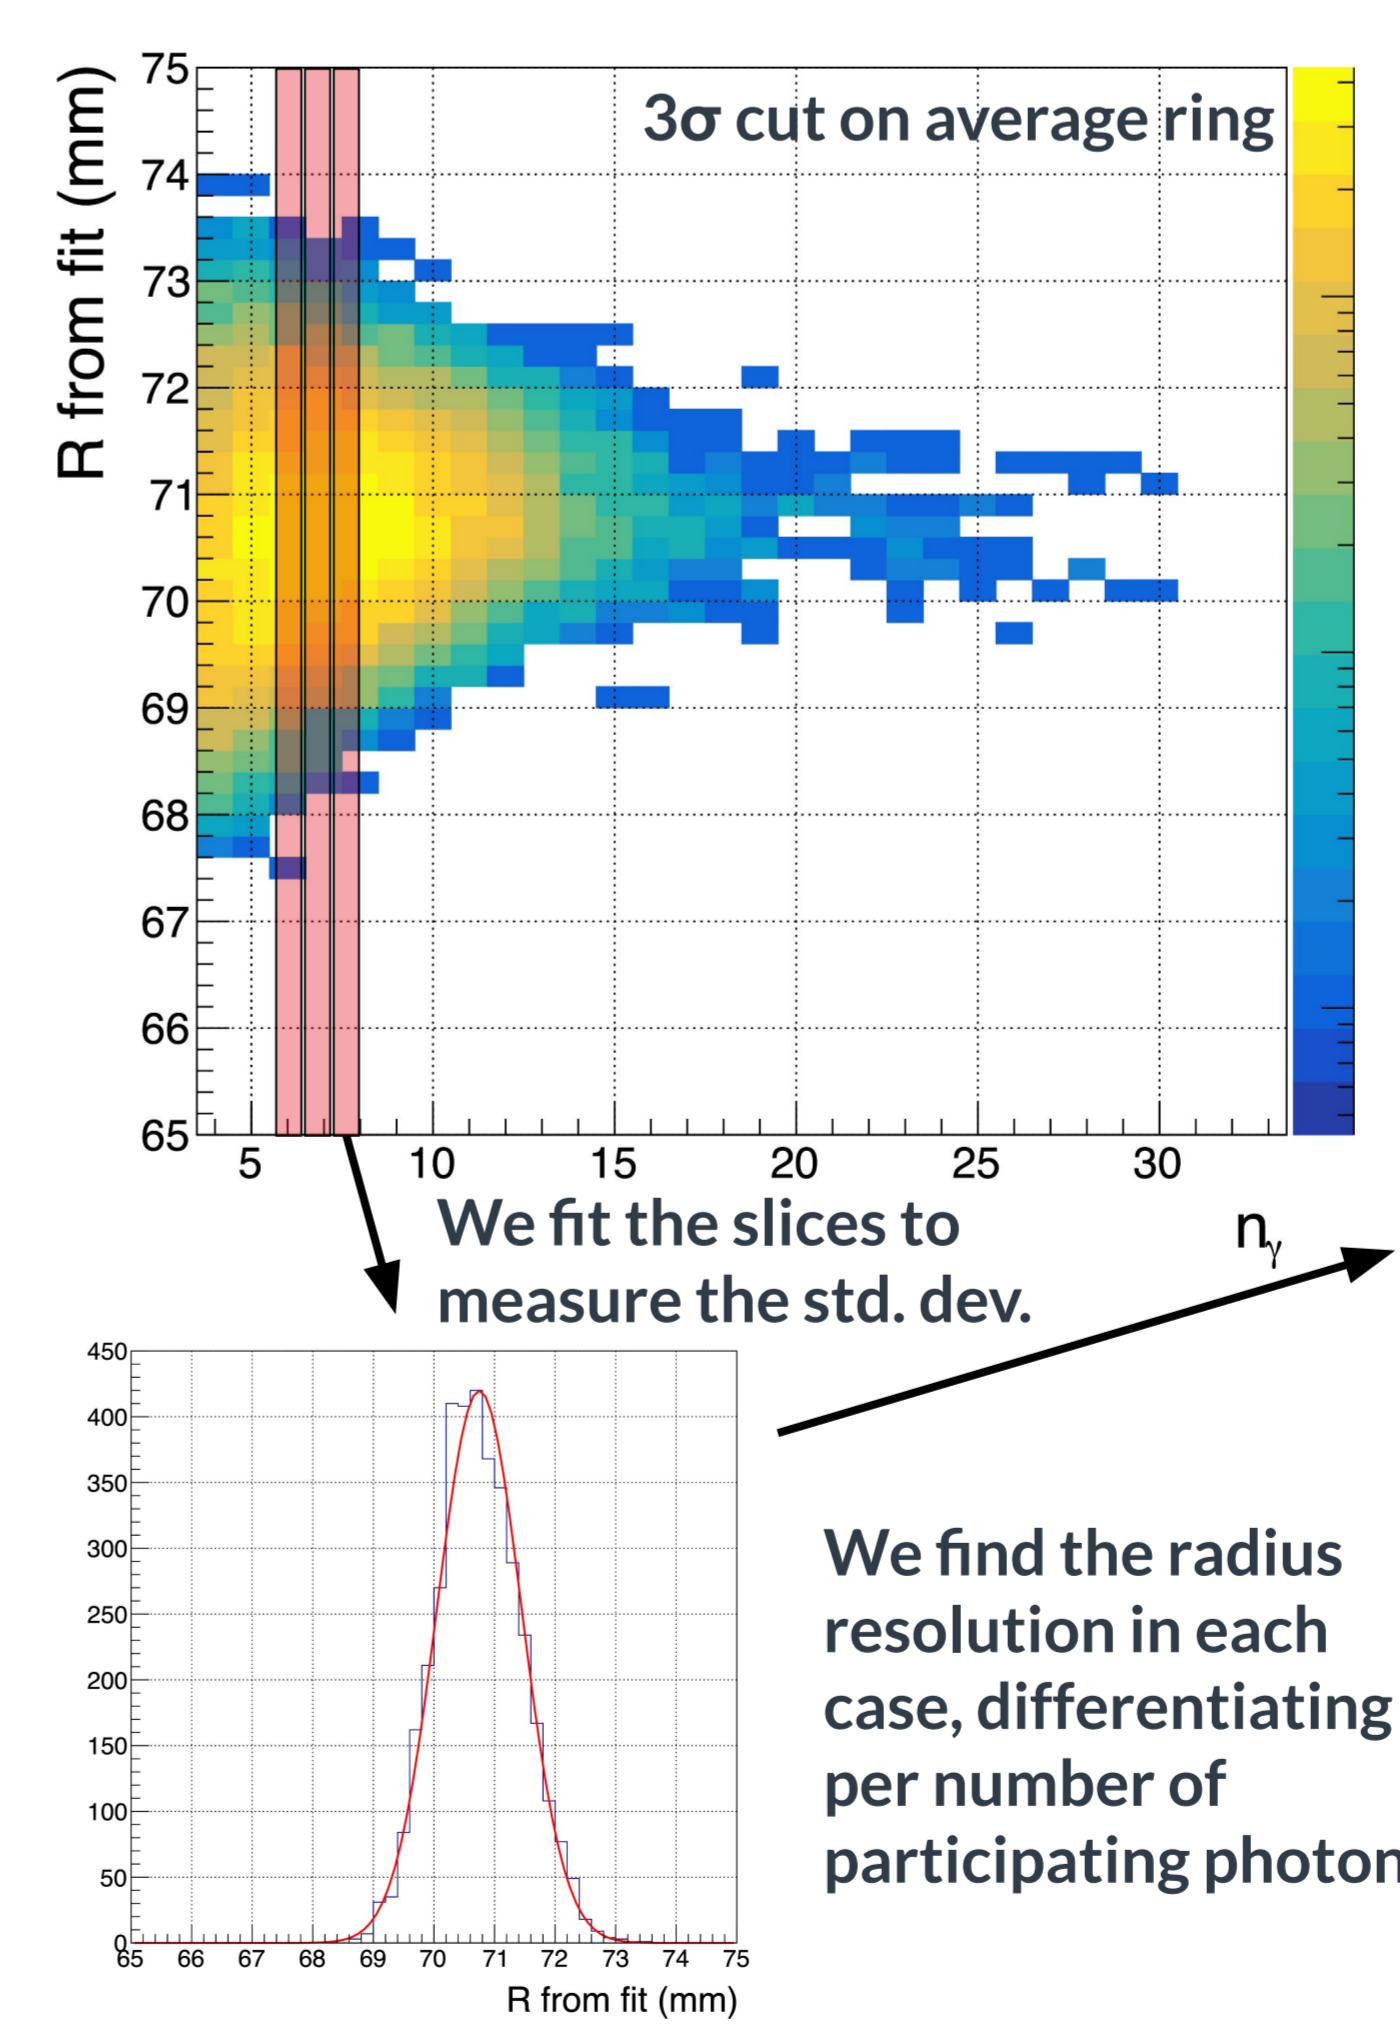 3σ cut on average ring
R from fit (mm)
75
74
73
72
71
70
69
68
67
66
65
5 10 15 20 25 30
nγ
We fit the slices to
measure the std. dev.
450
400
350
300
250
200
150
100
50
0
65 66 67 68 69 70 71 72 73 74 75
R from fit (mm)
We find the radius
resolution in each
case, differentiating
per number of
participating photon